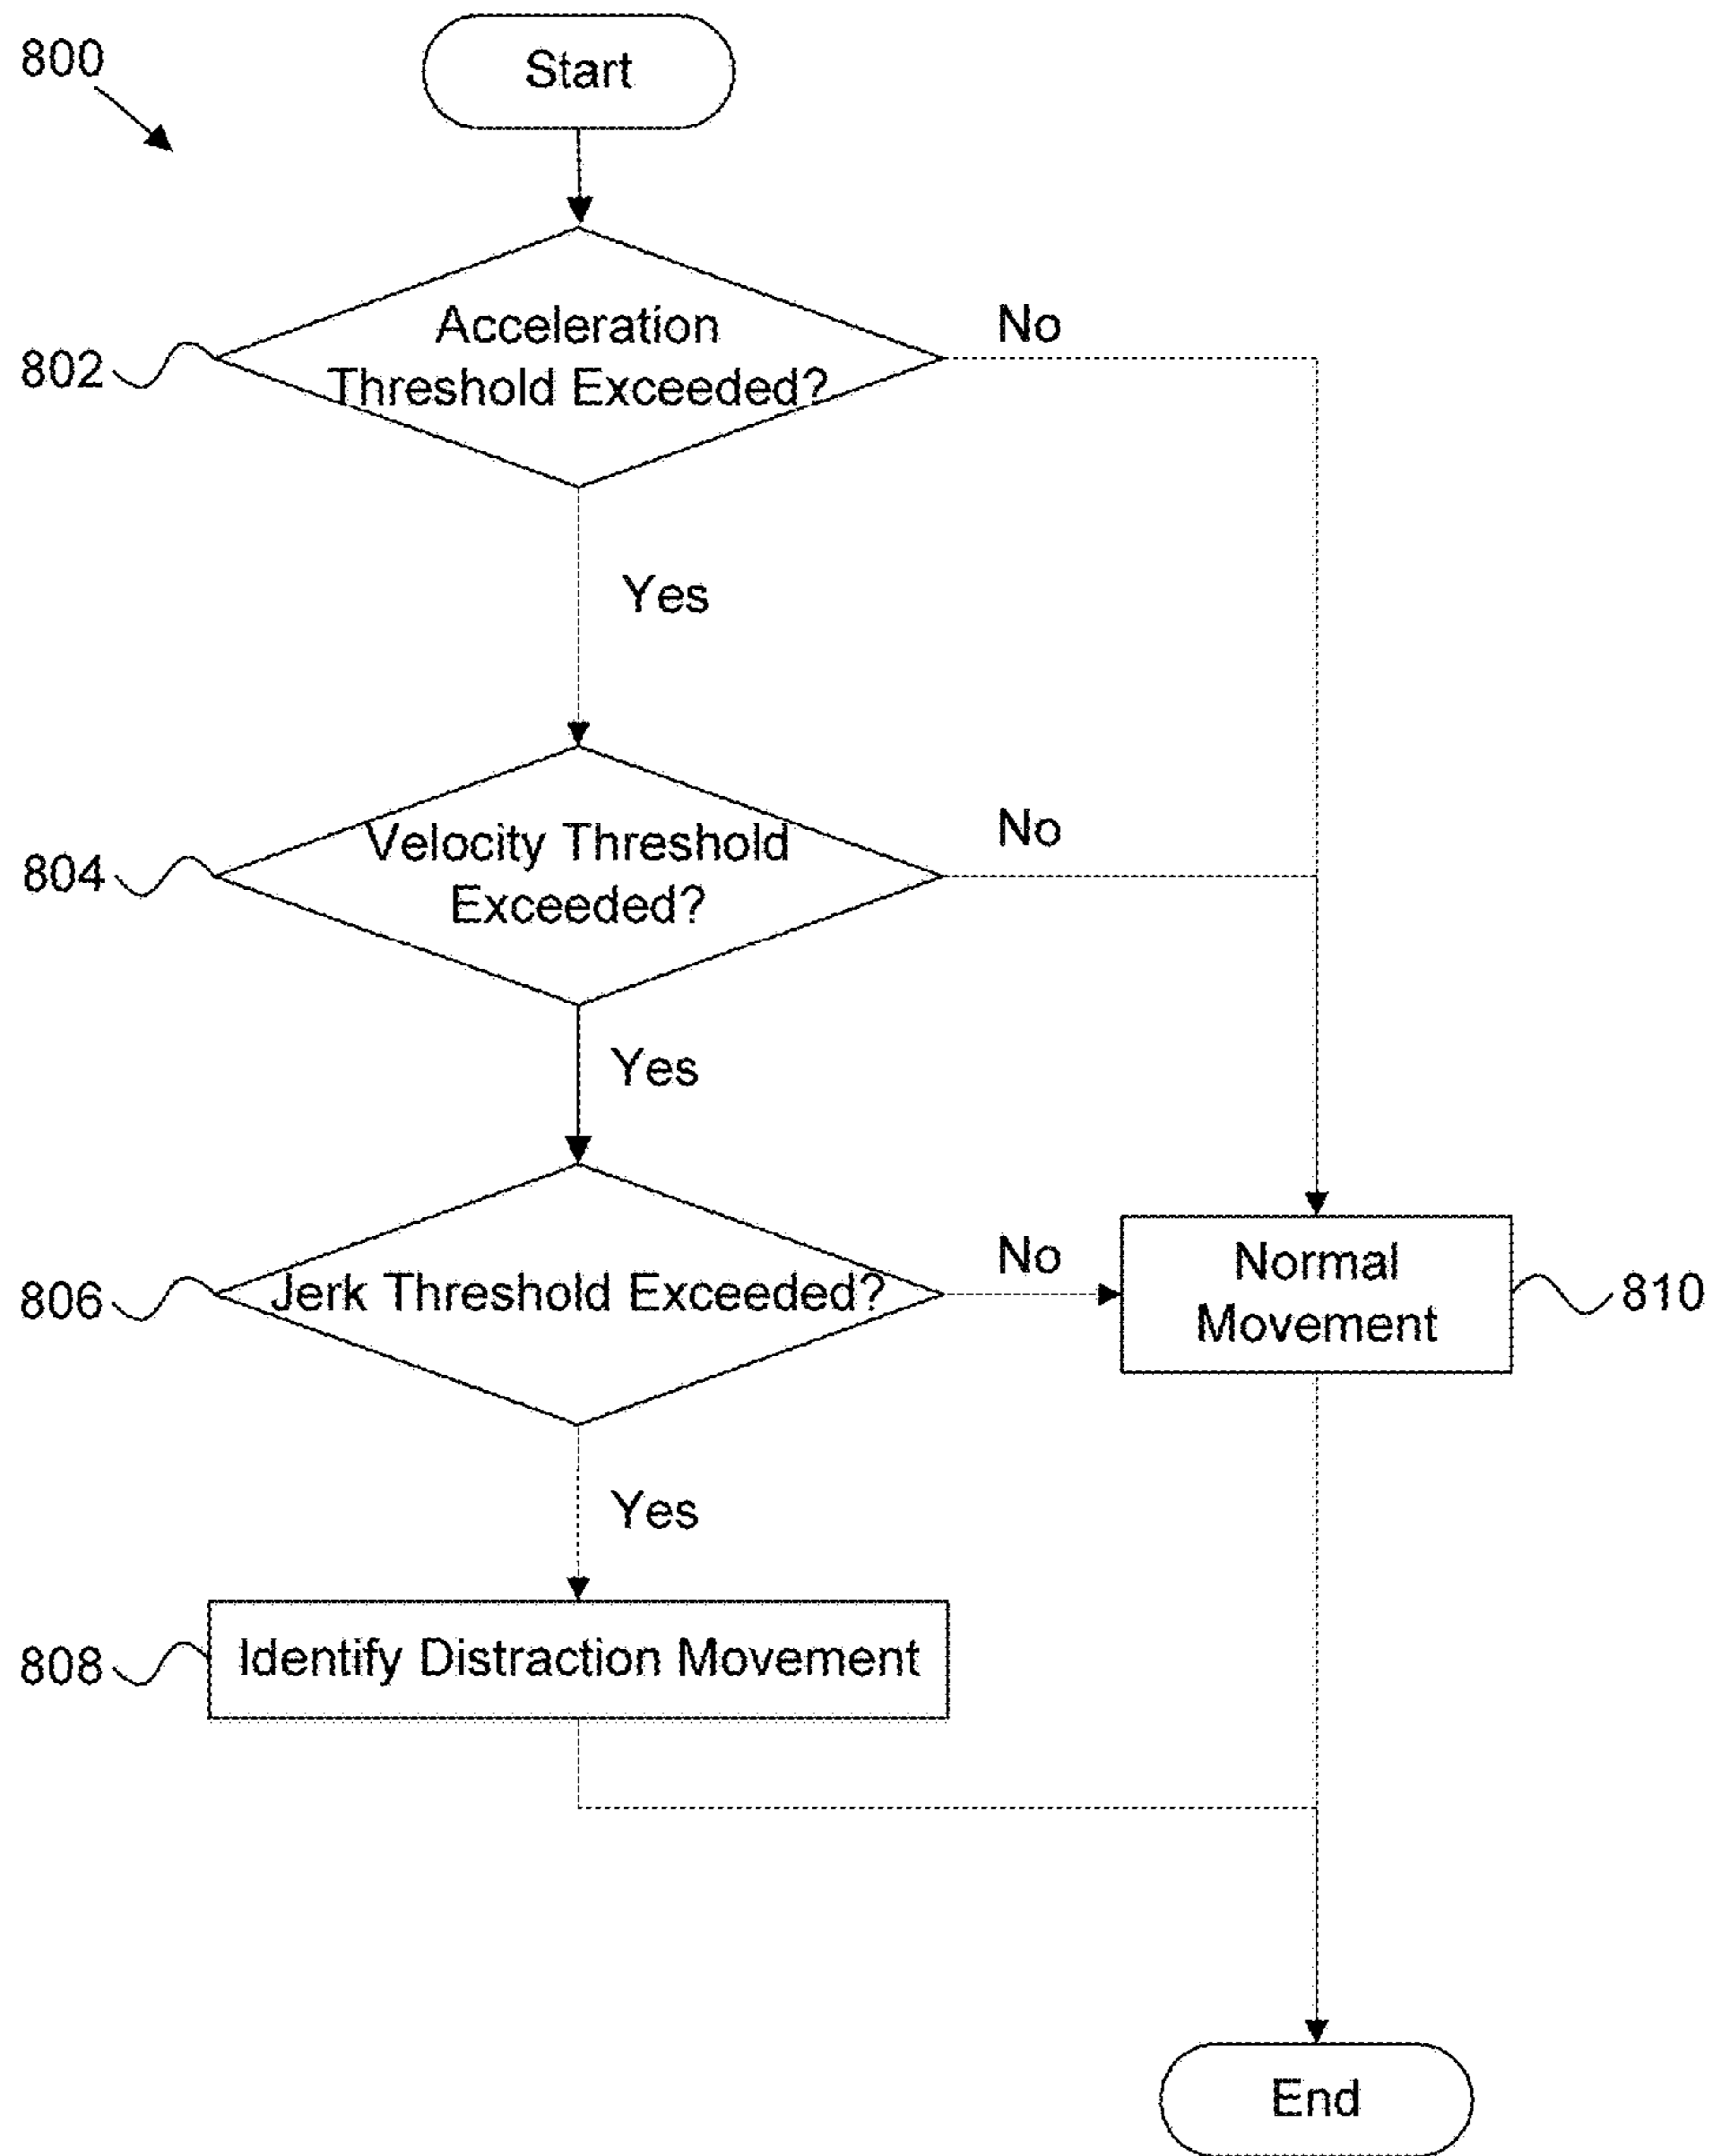 800
Start
802
Acceleration
Threshold Exceeded?
No
Yes
804
Velocity Threshold
Exceeded?
No
Yes
806
Jerk Threshold Exceeded?
No
Normal
Movement
810
Yes
808
Identify Distraction Movement
End